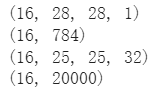 (16, 28, 28, 1)
(16, 784)
(16, 25, 25, 32)
(16, 20000)